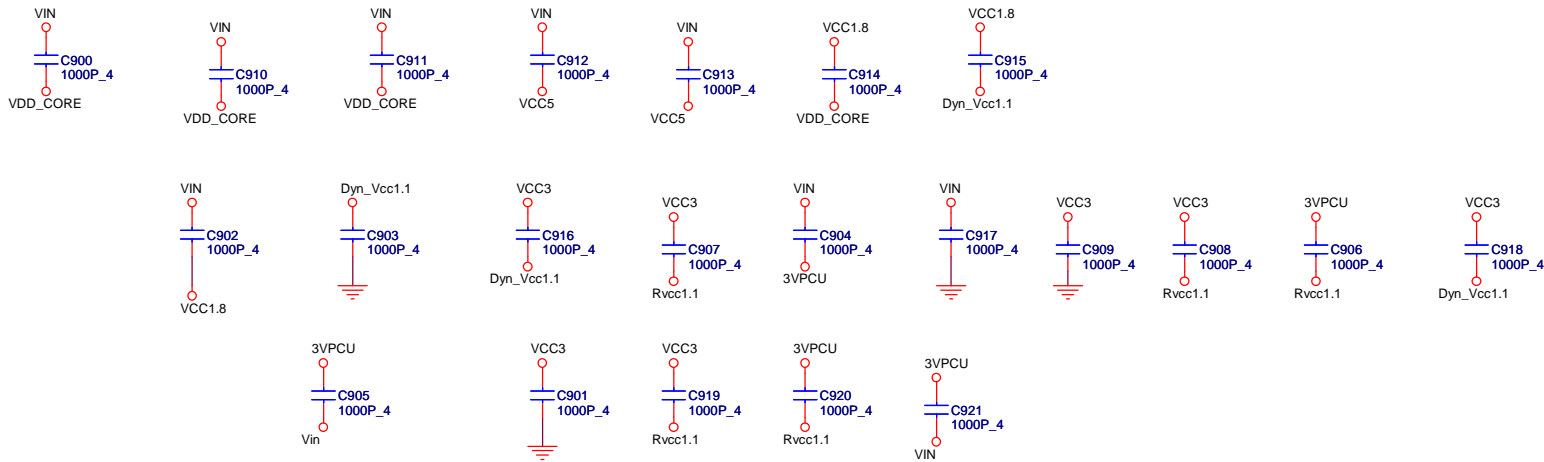 VIN
C900
1000P_4
VDD_CORE
VIN
C910
1000P_4
VDD_CORE
VIN
C911
1000P_4
VDD_CORE
VIN
C912
1000P_4
VCC5
VIN
C913
1000P_4
VCC5
VCC1.8
C914
1000P_4
VDD_CORE
VCC1.8
C915
1000P_4
Dyn_Vcc1.1
VIN
C902
1000P_4
VCC1.8
Dyn_Vcc1.1
C903
1000P_4
VCC3
C916
1000P_4
Dyn_Vcc1.1
VCC3
C907
1000P_4
Rvcc1.1
VIN
C904
1000P_4
3VPCU
VIN
C917
1000P_4
VCC3
C909
1000P_4
VCC3
C908
1000P_4
Rvcc1.1
3VPCU
C906
1000P_4
Rvcc1.1
VCC3
C918
1000P_4
Dyn_Vcc1.1
3VPCU
C905
1000P_4
Vin
VCC3
C901
1000P_4
VCC3
C919
1000P_4
Rvcc1.1
3VPCU
C920
1000P_4
Rvcc1.1
3VPCU
C921
1000P_4
VIN